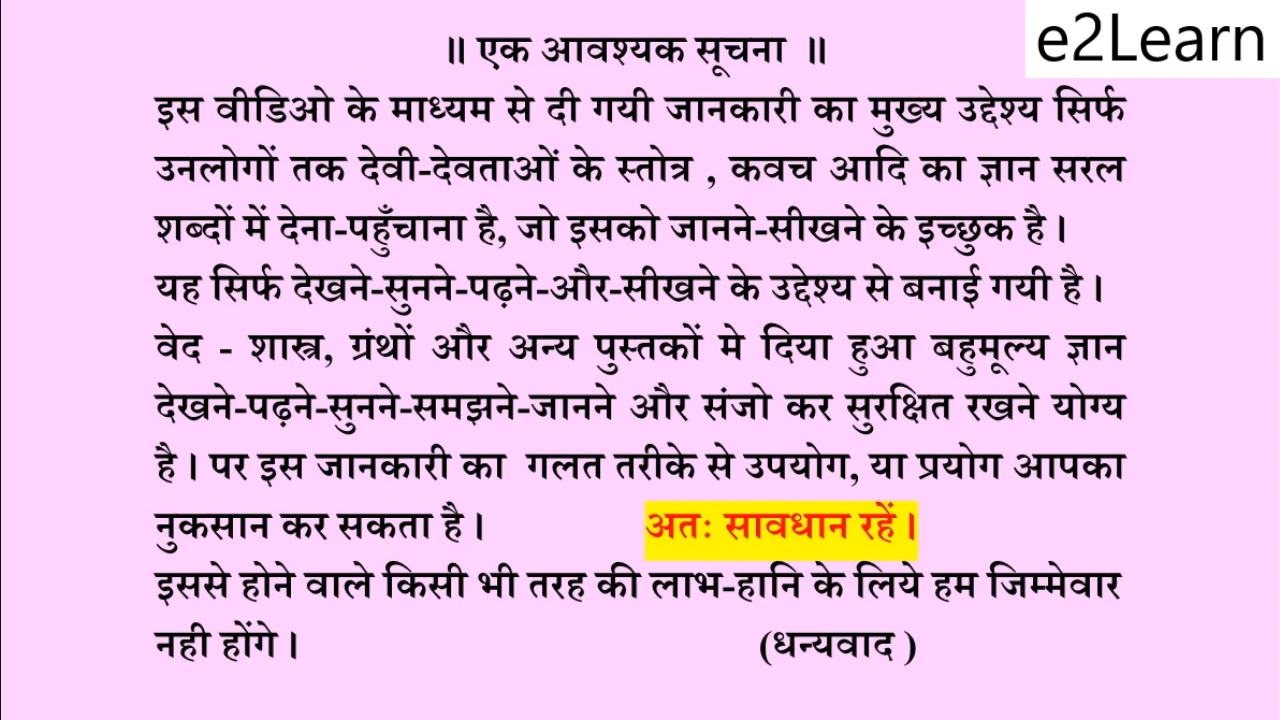 ॥ एक आवश्यक सूचना ॥
e2Learn
इस वीडिओ के माध्यम से दी गयी जानकारी का मुख्य उद्देश्य सिर्फ
उनलोगों तक देवी-देवताओं के स्तोत्र , कवच आदि का ज्ञान सरल
शब्दों में देना-पहुँचाना है, जो इसको जानने-सीखने के इच्छुक है ।
यह सिर्फ देखने-सुनने-पढ़ने-और-सीखने के उद्देश्य से बनाई गयी है ।
वेद - शास्त्र, ग्रंथों और अन्य पुस्तकों मे दिया हुआ बहुमूल्य ज्ञान
देखने-पढ़ने-सुनने-समझने-जानने और संजो कर सुरक्षित रखने योग्य
है । पर इस जानकारी का गलत तरीके से उपयोग, या प्रयोग आपका
नुकसान कर सकता है । अतः सावधान रहें ।
इससे होने वाले किसी भी तरह की लाभ-हानि के लिये हम जिम्मेवार
नही होंगे । (धन्यवाद )